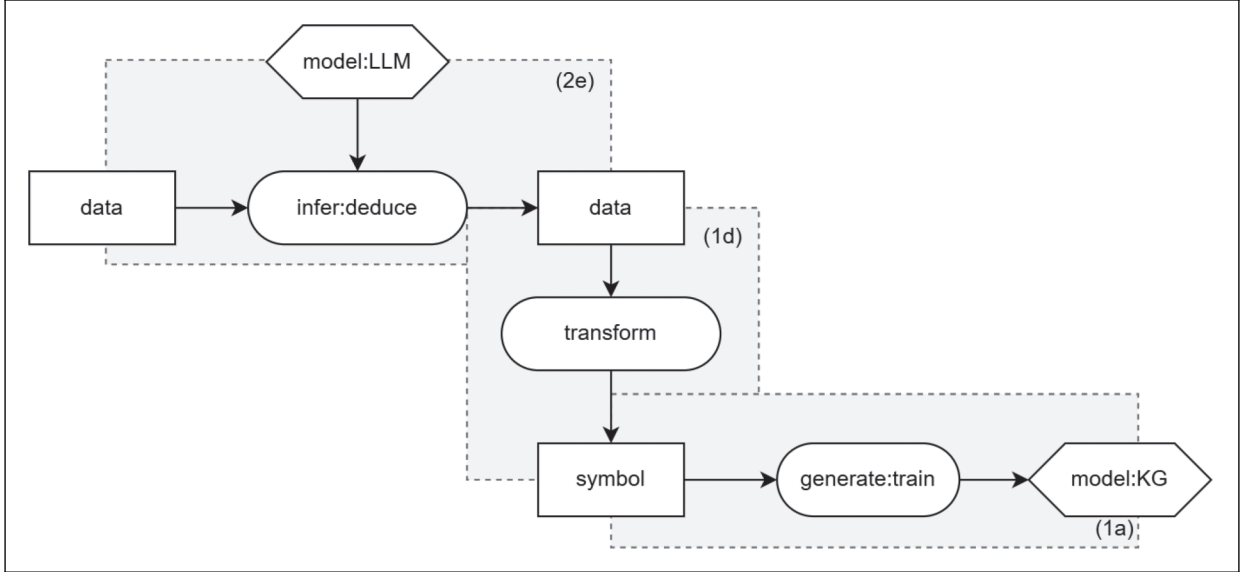 model:LLM
(2e)
data
infer:deduce
data
(1d)
transform
symbol
generate:train
model:KG
(1a)